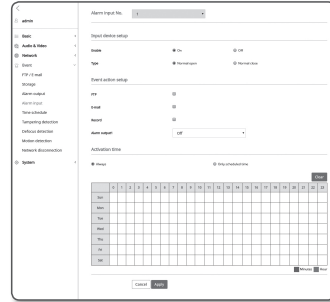 admin
Basic
Audio & Video
Network
Event
FTP / E-mail
Storage
Alarm output
Alarm input
Time schedule
Tampering detection
Defocus detection
Motion detection
Network disconnection
System
Alarm Input No. 1
Input device setup
Enable On Off
Type Normal open Normal close
Event action setup
FTP
E-mail
Record
Alarm output1 Off
Activation time
Always Only scheduled time
Clear
0 1 2 3 4 5 6 7 8 9 10 11 12 13 14 15 16 17 18 19 20 21 22 23
Sun
Mon
Tue
Wed
Thu
Fri
Sat
Minutes Hour
Cancel Apply